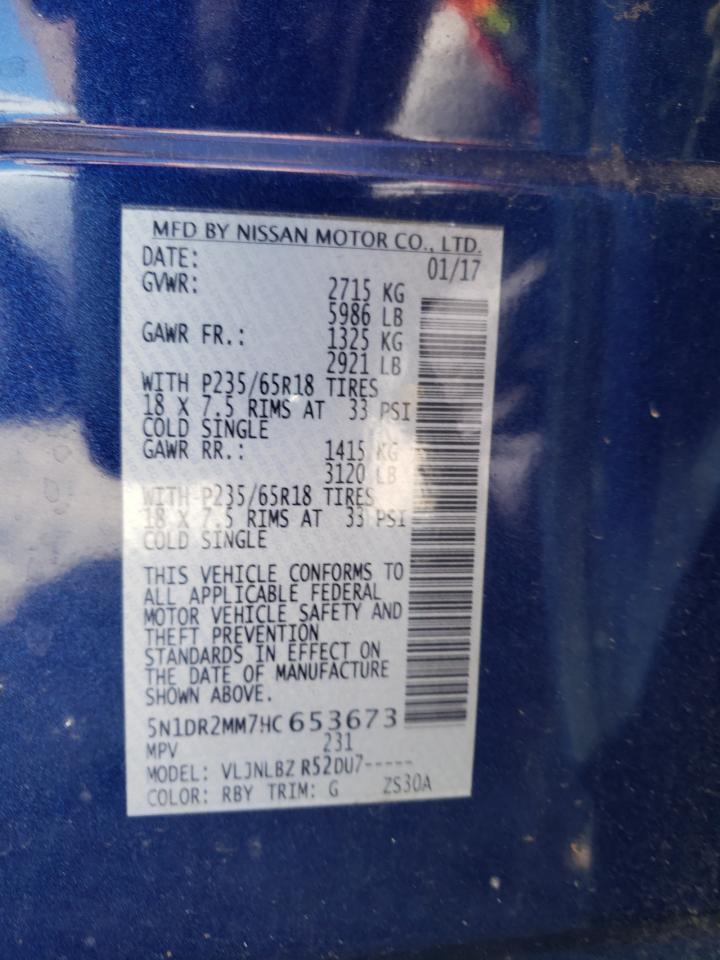 MFD BY NISSAN MOTOR CO., LTD.
DATE: 01/17
GVWR: 2715 KG
5986 LB
GAWR FR.: 1325 KG
2921 LB
WITH P235/65R18 TIRES
18 X 7.5 RIMS AT 33 PSI
COLD SINGLE
GAWR RR.: 1415 KG
3120 LB
WITH P235/65R18 TIRES
18 X 7.5 RIMS AT 33 PSI
COLD SINGLE
THIS VEHICLE CONFORMS TO
ALL APPLICABLE FEDERAL
MOTOR VEHICLE SAFETY AND
THEFT PREVENTION
STANDARDS IN EFFECT ON
THE DATE OF MANUFACTURE
SHOWN ABOVE.
5N1DR2MM7HC 653673
MPV 231
MODEL: VLJNLBZ R52DU7-----
COLOR: RBY TRIM: G ZS30A